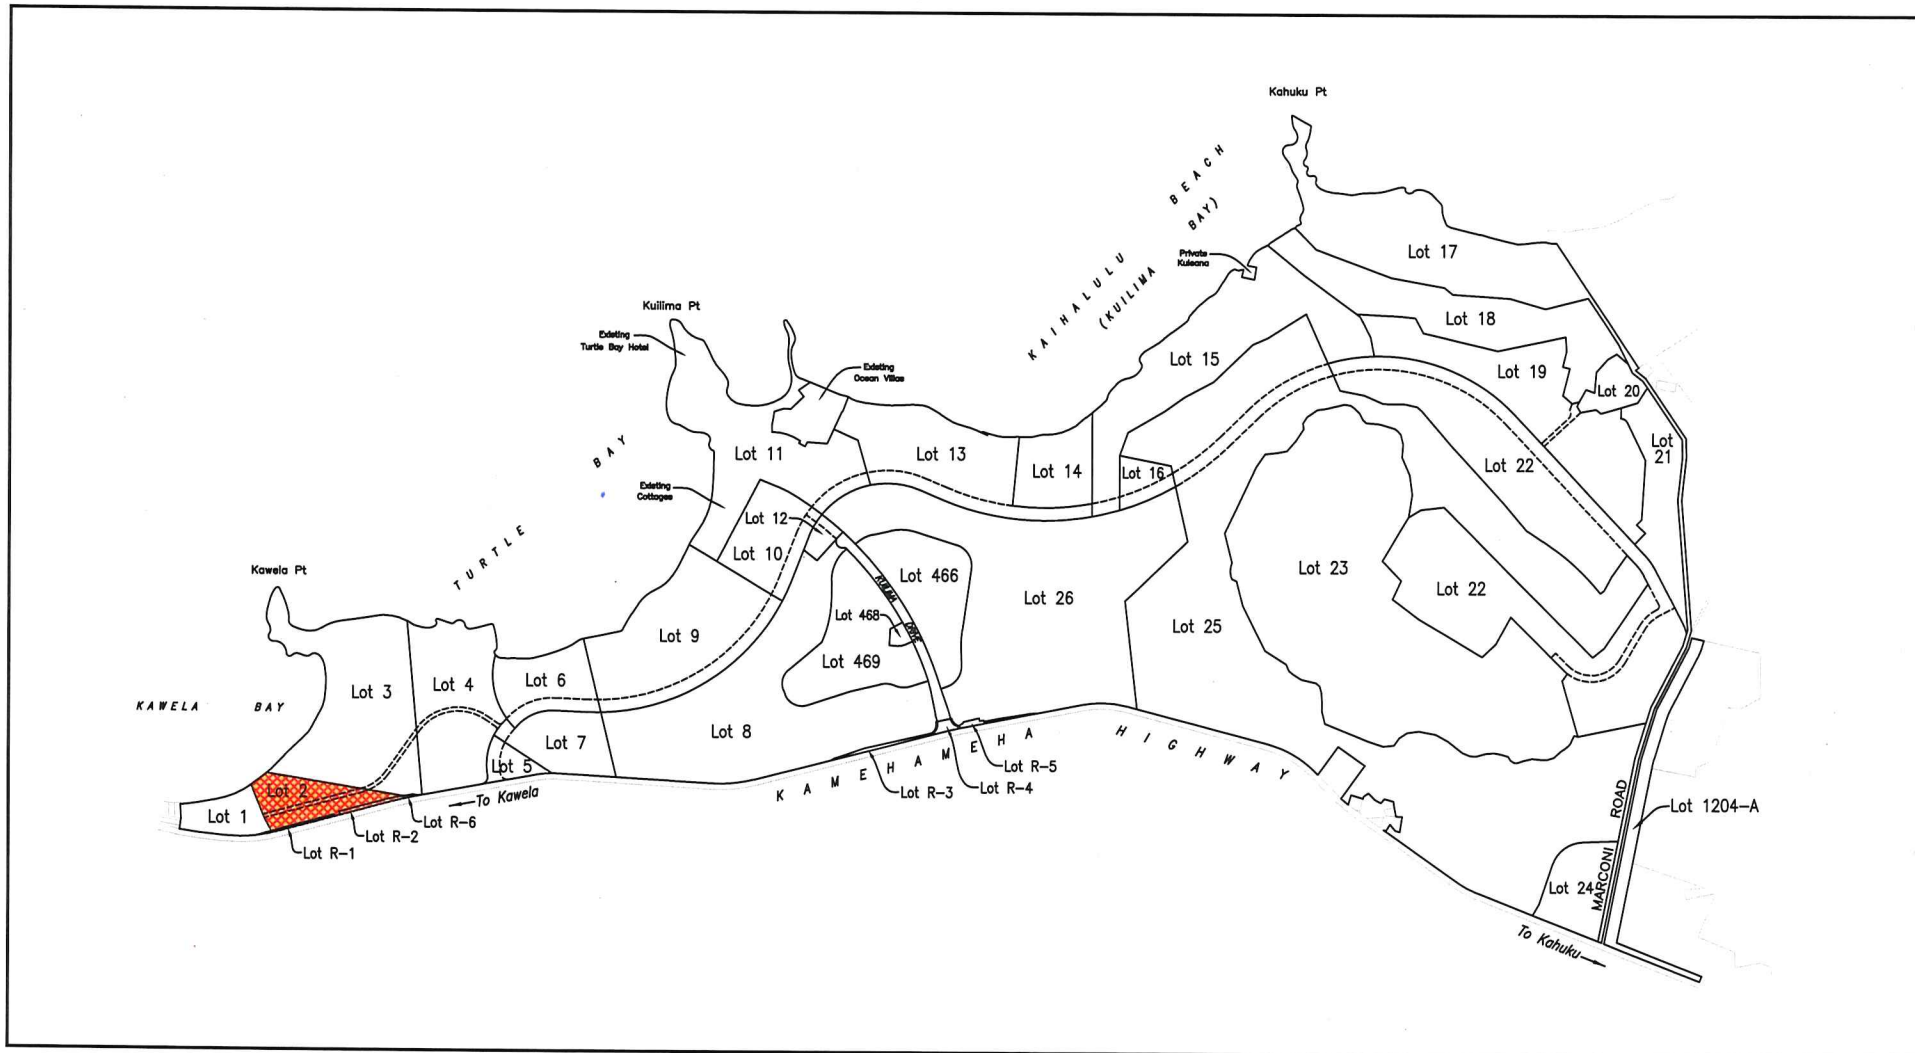 Kahuku Pt
KAIHALULU BEACH
(KUILIMA BAY)
Private
Kuleana
Lot 17
Lot 18
Kuilima Pt
Existing
Turtle Bay Hotel
Existing
Ocean Villas
Lot 15
Lot 19
Lot 20
Lot
21
TURTLE BAY
Lot 11
Lot 13
Lot 14
Lot 16
Lot 22
Existing
Cottages
Lot 12
Lot 10
Kawela Pt
Lot 466
Lot 23
Lot 22
Lot 26
Lot 468
DRIVE
Lot 25
Lot 9
Lot 469
Lot 6
Lot 4
Lot 3
KAWELA BAY
Lot 8
Lot 7
Lot 5
KAMEHAMEHA HIGHWAY
Lot 2
To Kawela
Lot R-5
Lot R-4
Lot R-3
Lot 1
Lot R-6
Lot R-2
Lot R-1
MARCONI ROAD
Lot 1204-A
Lot 24
To Kahuku